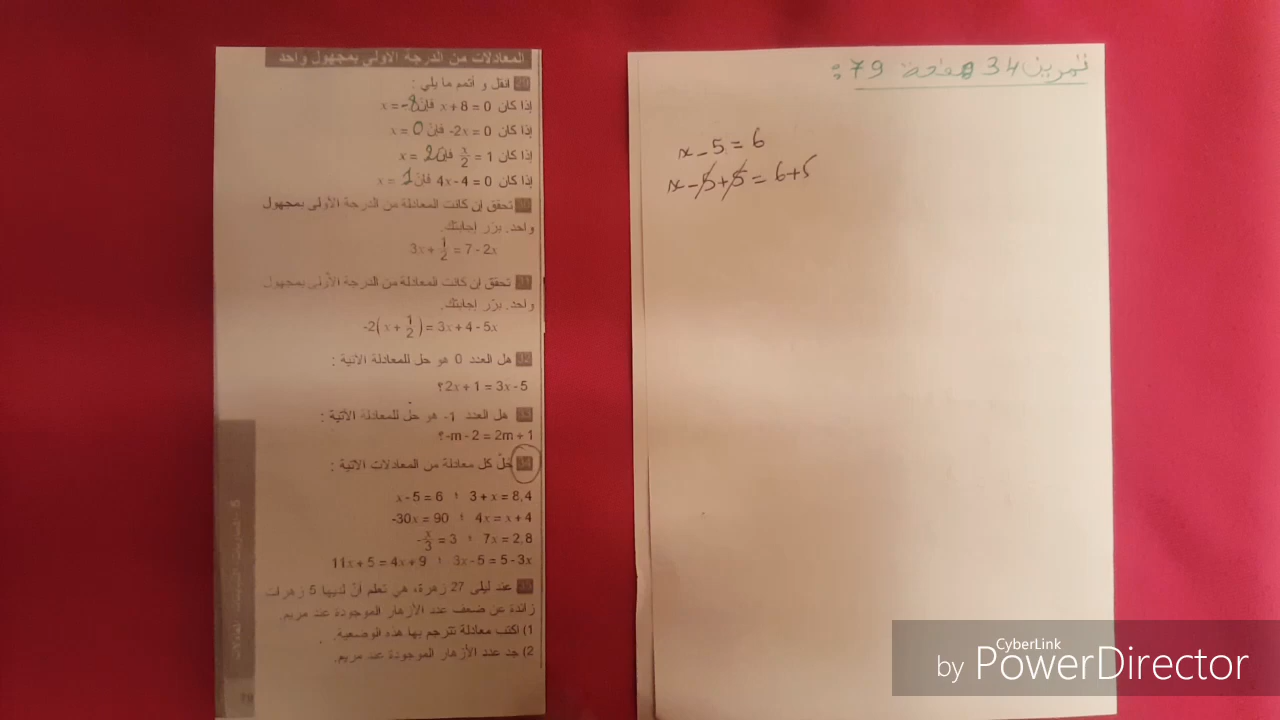 المعادلات من الدرجة الأولى بمجهول واحد
29 انقل و أتمم ما يلي :
إذا كان x + 8 = 0 فإن x = -8
إذا كان -2x = 0 فإن x = 0
إذا كان x/2 = 1 فإن x = 2
إذا كان 4x - 4 = 0 فإن x = 1
30 تحقق إن كانت المعادلة من الدرجة الأولى بمجهول
واحد. برّر إجابتك.
3x + 1/2 = 7 - 2x
31 تحقق إن كانت المعادلة من الدرجة الأولى بمجهول
واحد. برّر إجابتك.
-2(x + 1/2) = 3x + 4 - 5x
32 هل العدد 0 هو حل للمعادلة الآتية :
2x + 1 = 3x - 5؟
33 هل العدد -1 هو حل للمعادلة الآتية :
-m - 2 = 2m + 1؟
34 حلّ كل معادلة من المعادلات الآتية :
3 + x = 8,4 ؛ x - 5 = 6
4x = x + 4 ؛ -30x = 90
7x = 2,8 ؛ -x/3 = 3
3x - 5 = 5 - 3x ؛ 11x + 5 = 4x + 9
35 عند ليلى 27 زهرة، هي تعلم أنّ لديها 5 زهرات
زائدة عن ضعف عدد الأزهار الموجودة عند مريم.
1) اكتب معادلة تترجم بها هذه الوضعية.
2) جد عدد الأزهار الموجودة عند مريم.
79
تمرين 34 صفحة 79 :
x - 5 = 6
x - 5 + 5 = 6 + 5
CyberLink
by PowerDirector